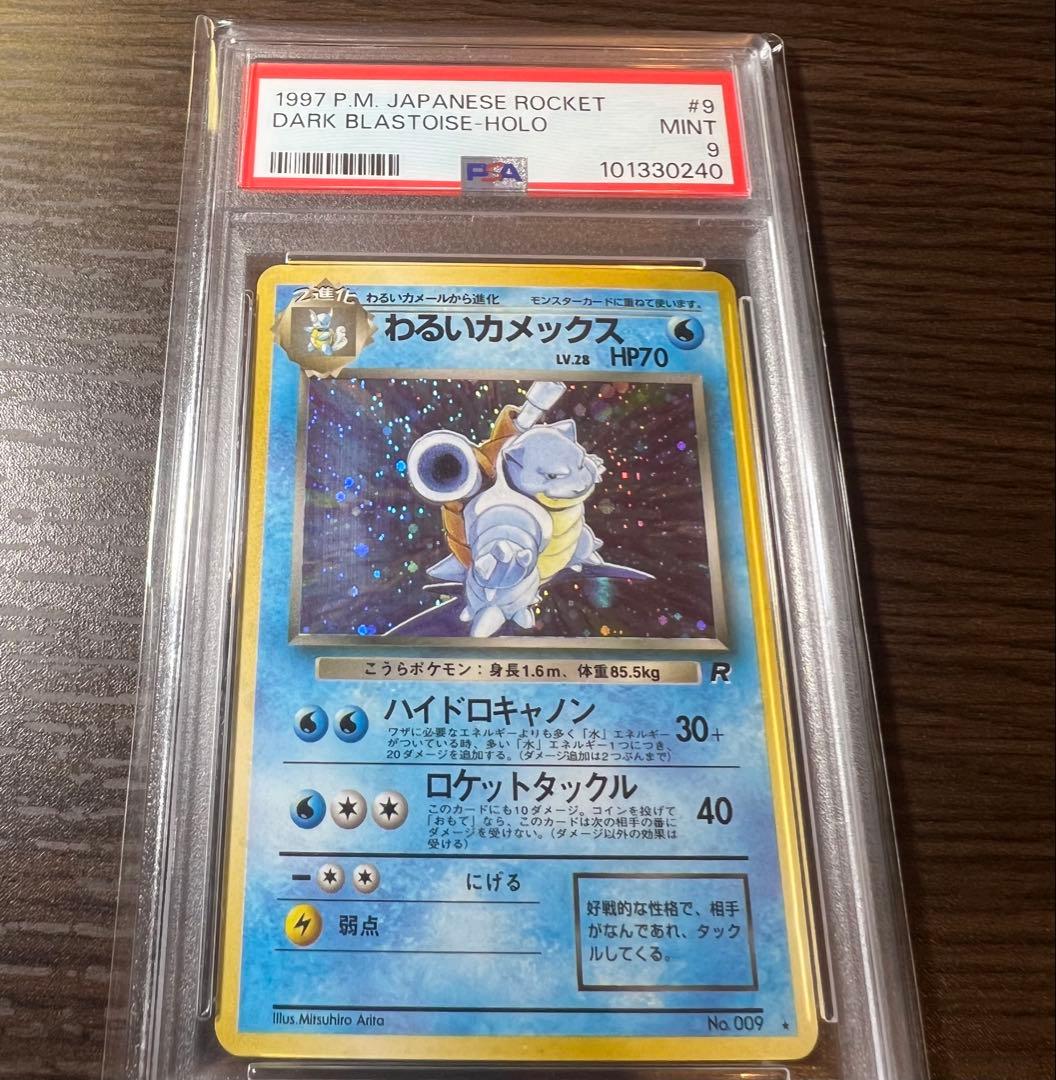 1997 P.M. JAPANESE ROCKET #9
DARK BLASTOISE-HOLO MINT
9
PSA 101330240
2進化 わるいカメールから進化 モンスターカードに重ねて使います。
わるいカメックス
LV.28 HP70
こうらポケモン：身長1.6m、体重85.5kg
R
ハイドロキャノン 30+
ワザに必要なエネルギーよりも多く「水」エネルギー
がついている時、多い「水」エネルギー1つにつき、
20ダメージを追加する。(ダメージ追加は2つぶんまで)
ロケットタックル 40
このカードにも10ダメージ。コインを投げて
「おもて」なら、このカードは次の相手の番に
ダメージを受けない。(ダメージ以外の効果は
受ける)
にげる
弱点
好戦的な性格で、相手
がなんであれ、タック
ルしてくる。
Illus.Mitsuhiro Arita No.009 ★